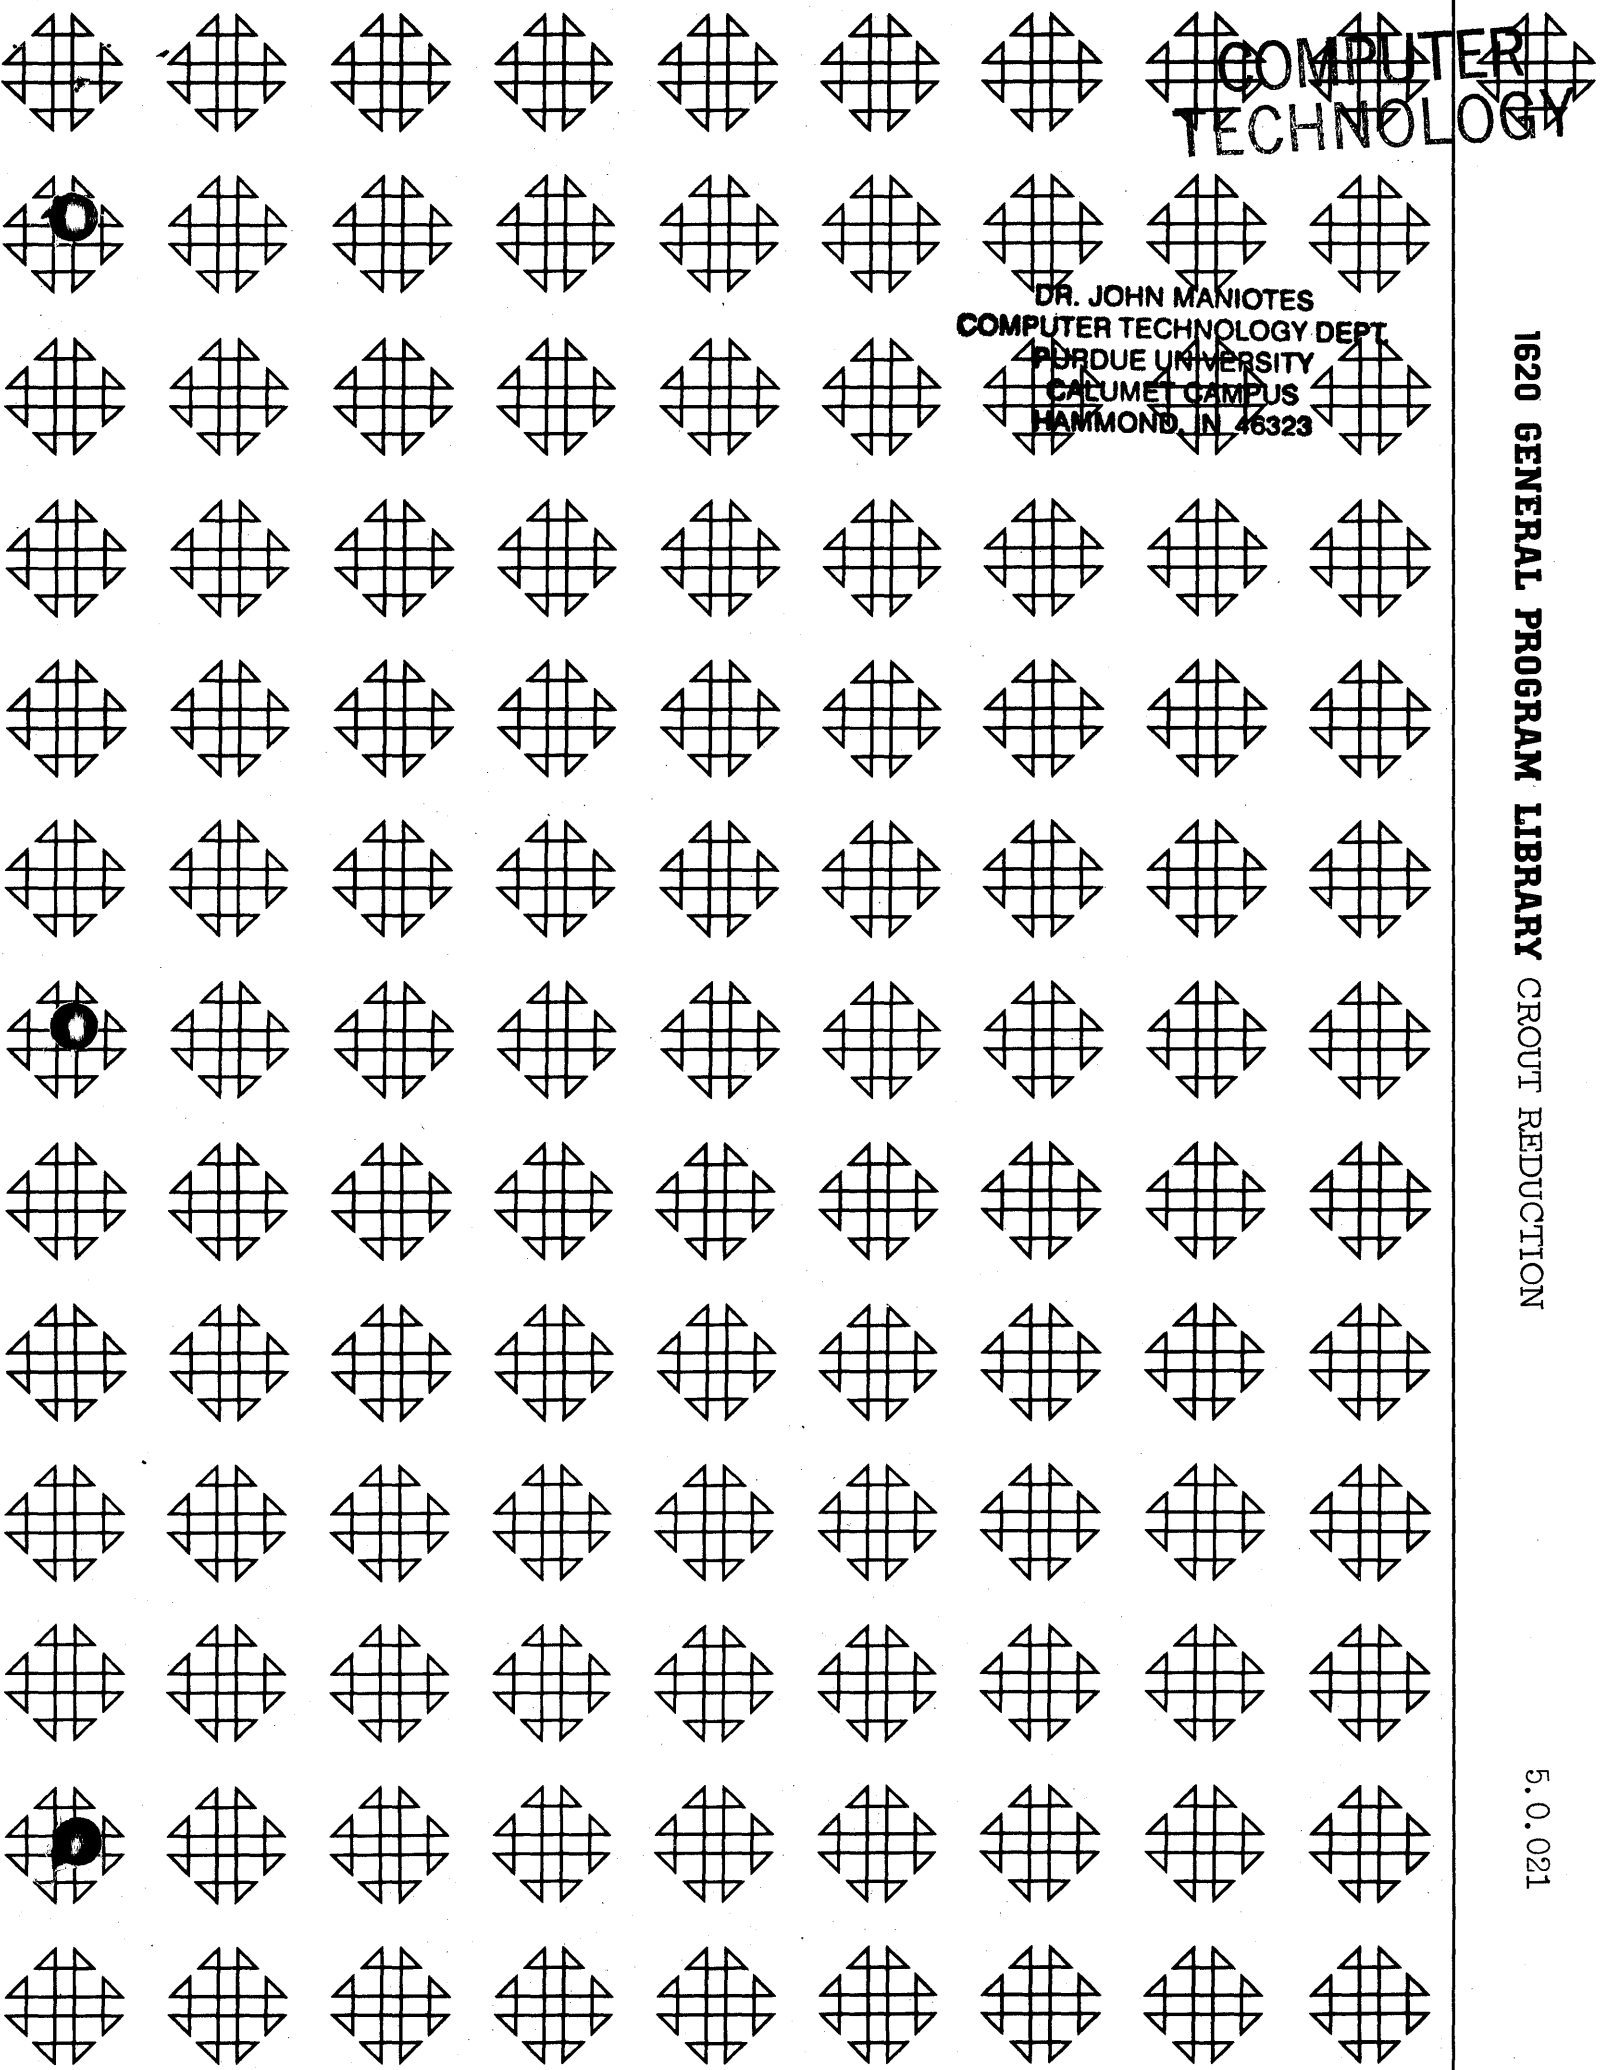 COMPUTER
TECHNOLOGY
DR. JOHN MANIOTES
COMPUTER TECHNOLOGY DEPT.
PURDUE UNIVERSITY
CALUMET CAMPUS
HAMMOND, IN 46323
1620 GENERAL PROGRAM LIBRARY CROUT REDUCTION
5.0.021